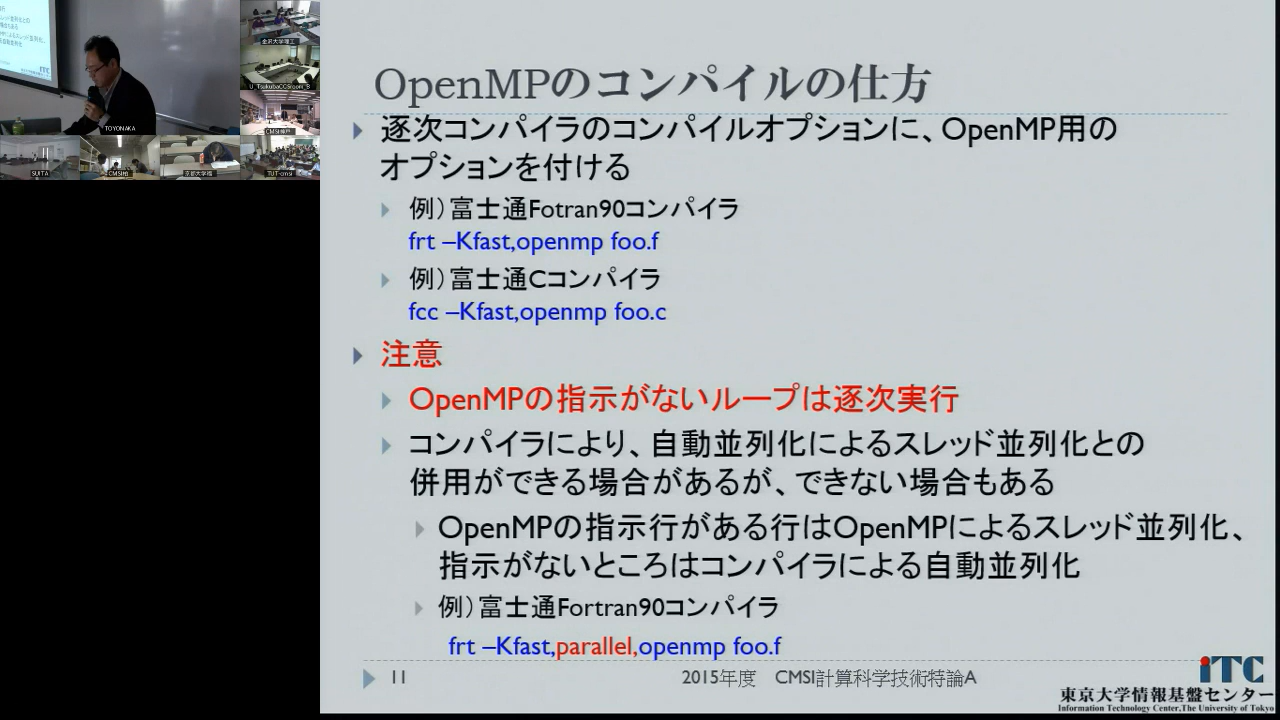 金沢大学理工
U_TsukubaCCSroom_B
CMSI神戸
TOYONAKA
SUITA
CMSI柏
TUT-cmsi
OpenMPのコンパイルの仕方
逐次コンパイラのコンパイルオプションに、OpenMP用の
オプションを付ける
例）富士通Fotran90コンパイラ
frt –Kfast,openmp foo.f
例）富士通Cコンパイラ
fcc –Kfast,openmp foo.c
注意
OpenMPの指示がないループは逐次実行
コンパイラにより、自動並列化によるスレッド並列化との
併用ができる場合があるが、できない場合もある
OpenMPの指示行がある行はOpenMPによるスレッド並列化、
指示がないところはコンパイラによる自動並列化
例）富士通Fortran90コンパイラ
frt –Kfast,parallel,openmp foo.f
11
2015年度　CMSI計算科学技術特論A
ITC
東京大学情報基盤センター
Information Technology Center,The University of Tokyo